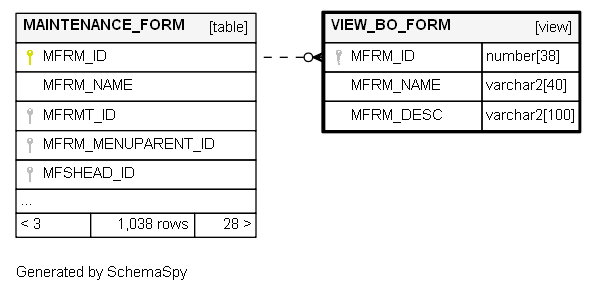 MAINTENANCE_FORM [table]
MFRM_ID
MFRM_NAME
MFRMT_ID
MFRM_MENUPARENT_ID
MFSHEAD_ID
...
< 3 1,038 rows 28 >
VIEW_BO_FORM [view]
MFRM_ID number[38]
MFRM_NAME varchar2[40]
MFRM_DESC varchar2[100]
Generated by SchemaSpy